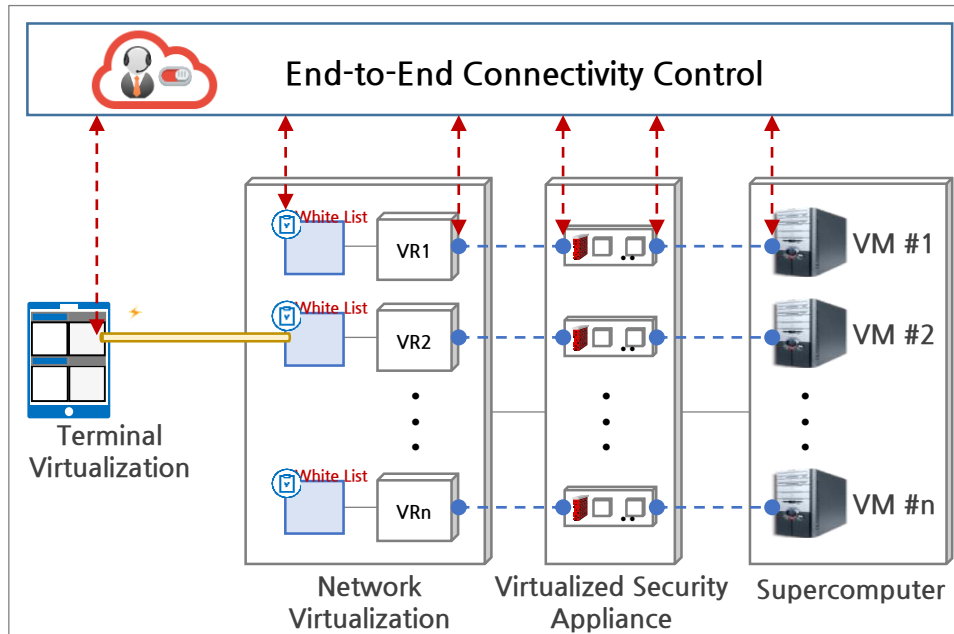 End-to-End Connectivity Control
White List
VR1
VM #1
White List
VR2
VM #2
Terminal
Virtualization
White List
VRn
VM #n
Network
Virtualization
Virtualized Security
Appliance
Supercomputer